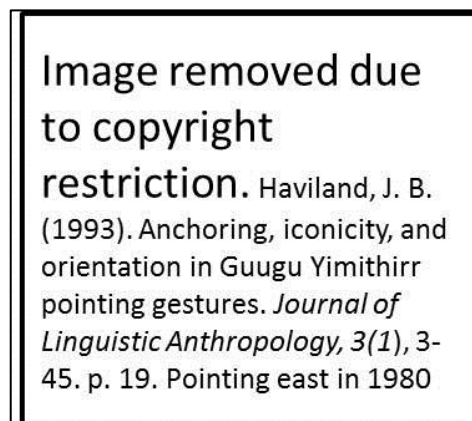 Image removed due
to copyright
restriction. Haviland, J. B.
(1993). Anchoring, iconicity, and
orientation in Guugu Yimithirr
pointing gestures. Journal of
Linguistic Anthropology, 3(1), 3-
45. p. 19. Pointing east in 1980